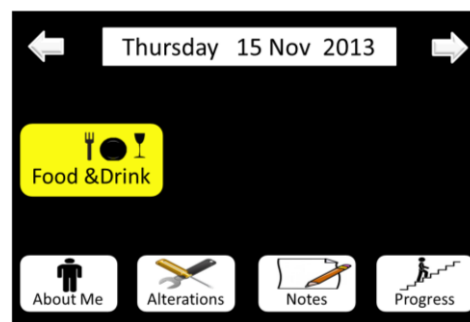 Thursday 15 Nov 2013
Food &Drink
About Me
Alterations
Notes
Progress